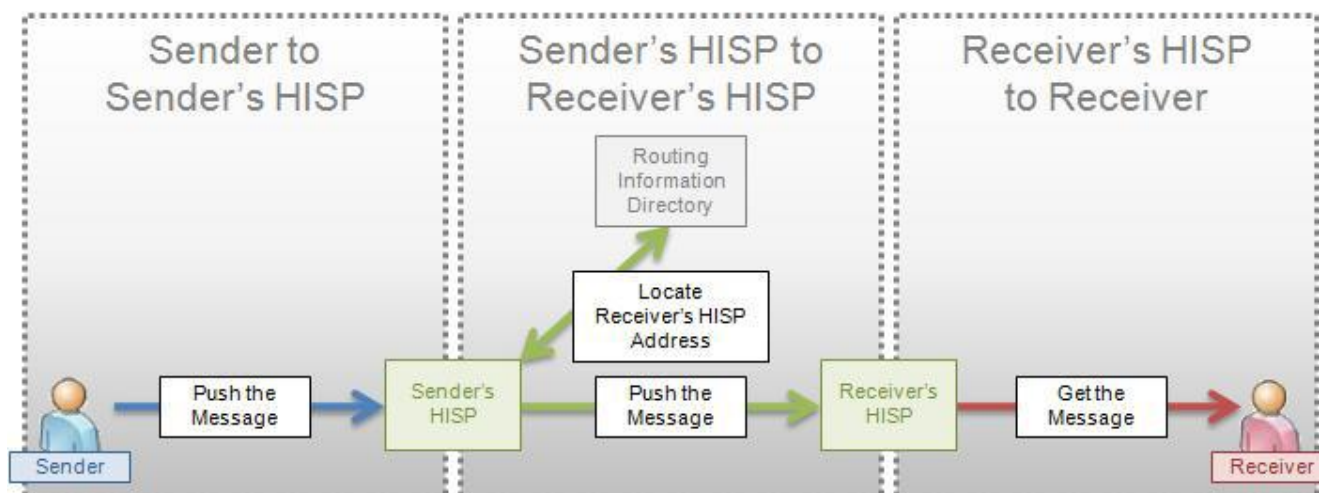 Sender to
Sender's HISP
Sender's HISP to
Receiver's HISP
Receiver's HISP
to Receiver
Routing
Information
Directory
Locate
Receiver's HISP
Address
Push the
Message
Sender's
HISP
Push the
Message
Receiver's
HISP
Get the
Message
Sender
Receiver